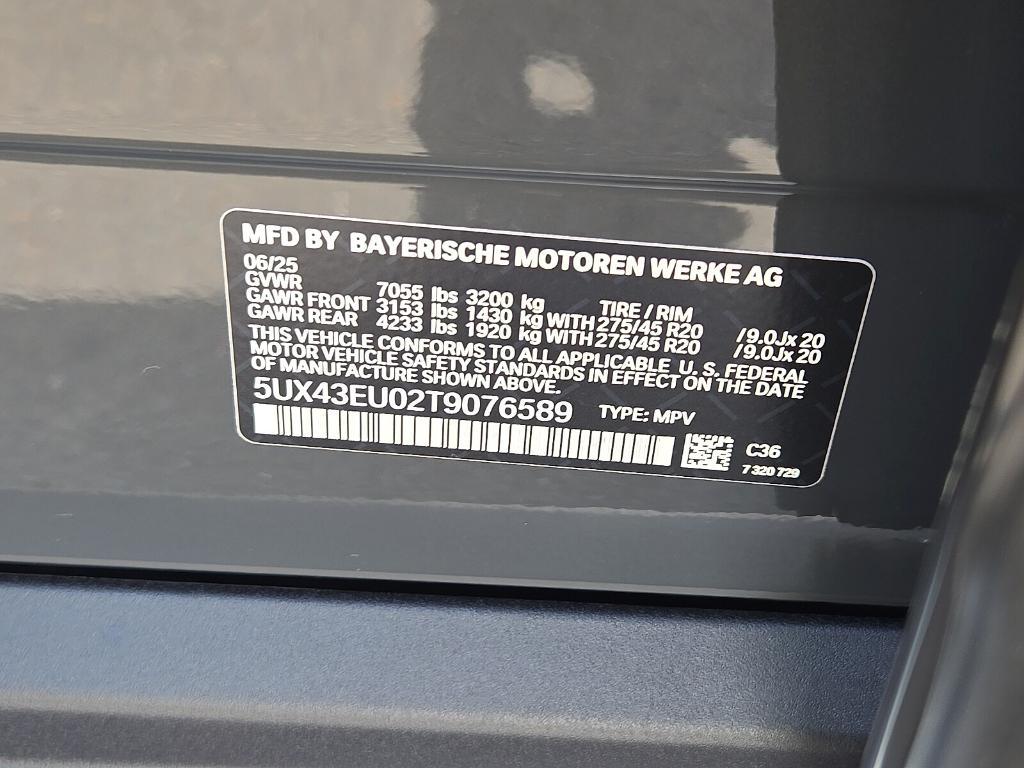 MFD BY BAYERISCHE MOTOREN WERKE AG
06/25
GVWR 7055 lbs 3200 kg TIRE / RIM
GAWR FRONT 3153 lbs 1430 kg WITH 275/45 R20 /9.0Jx 20
GAWR REAR 4233 lbs 1920 kg WITH 275/45 R20 /9.0Jx 20
THIS VEHICLE CONFORMS TO ALL APPLICABLE U. S. FEDERAL
MOTOR VEHICLE SAFETY STANDARDS IN EFFECT ON THE DATE
OF MANUFACTURE SHOWN ABOVE.
5UX43EU02T9076589 TYPE: MPV
C36
7 320 729